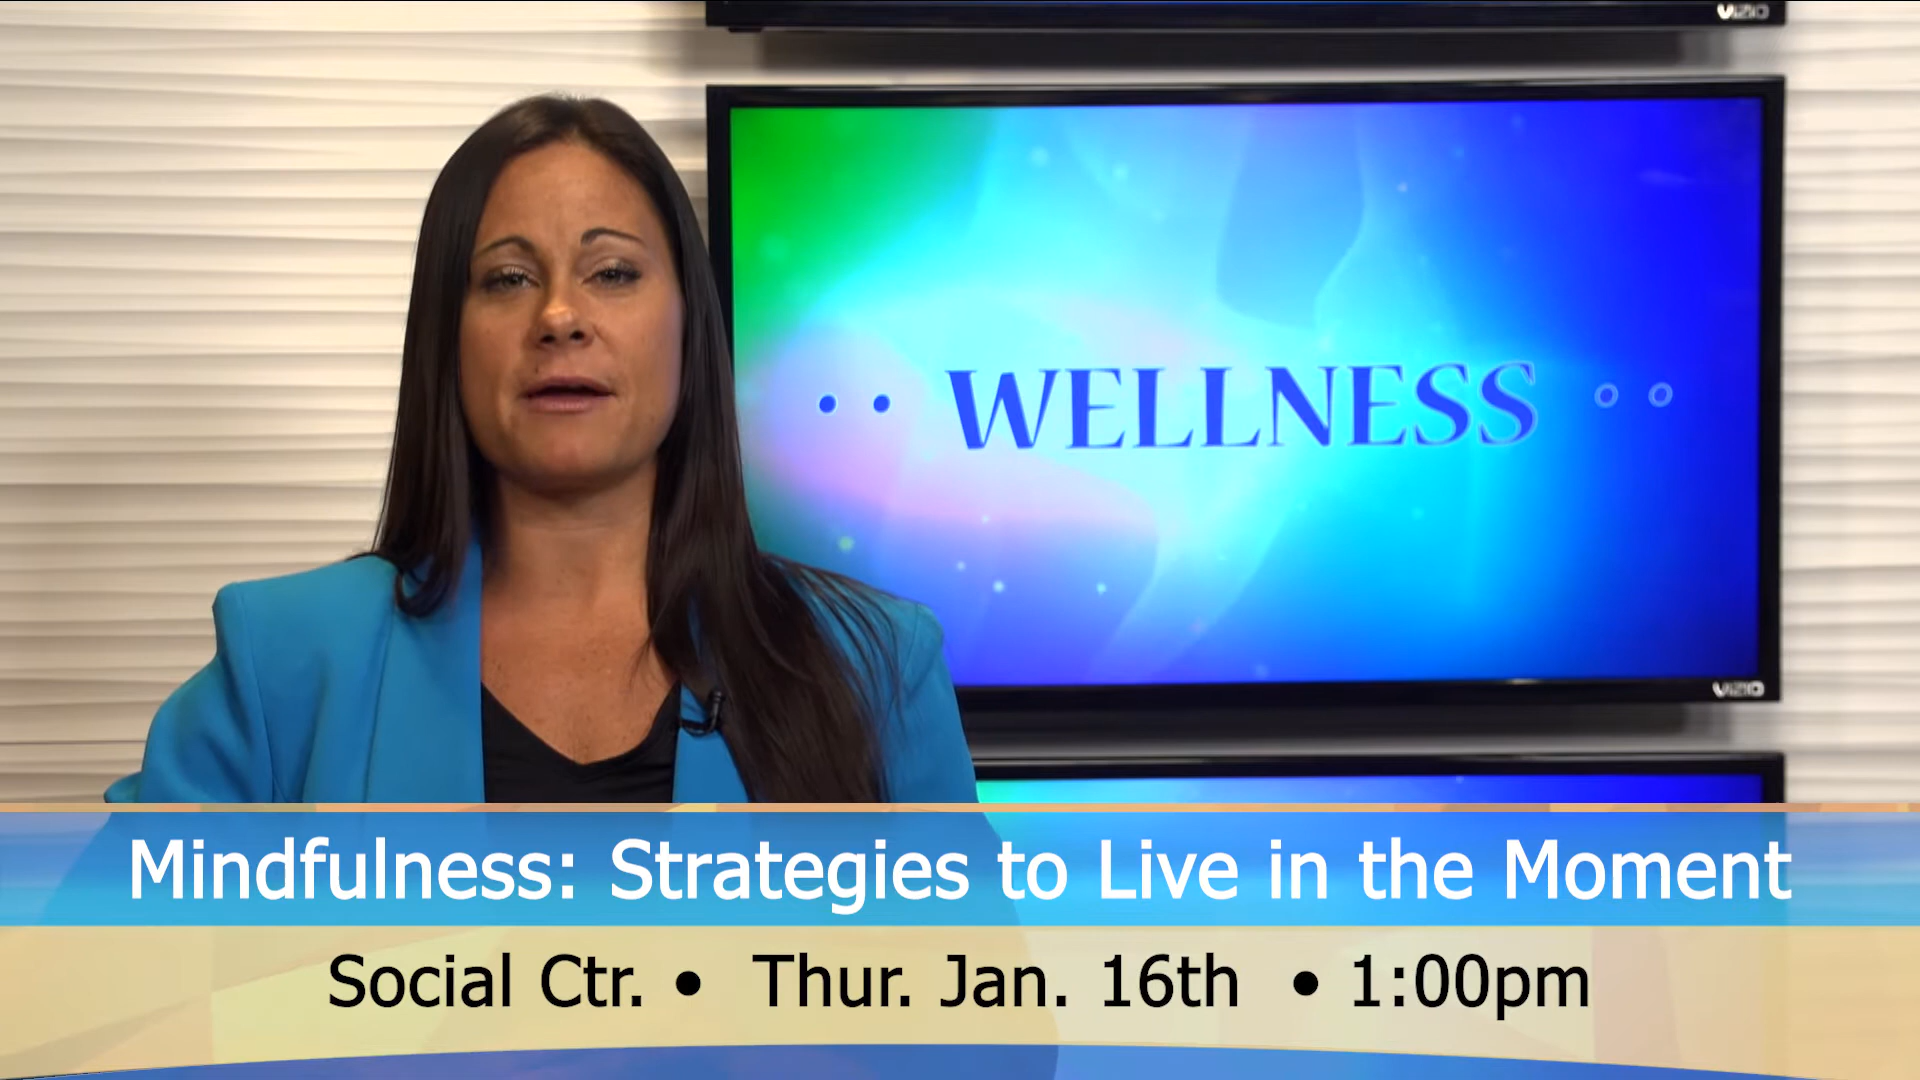 VIZIO
•• WELLNESS ••
VIZIO
Mindfulness: Strategies to Live in the Moment
Social Ctr. • Thur. Jan. 16th • 1:00pm